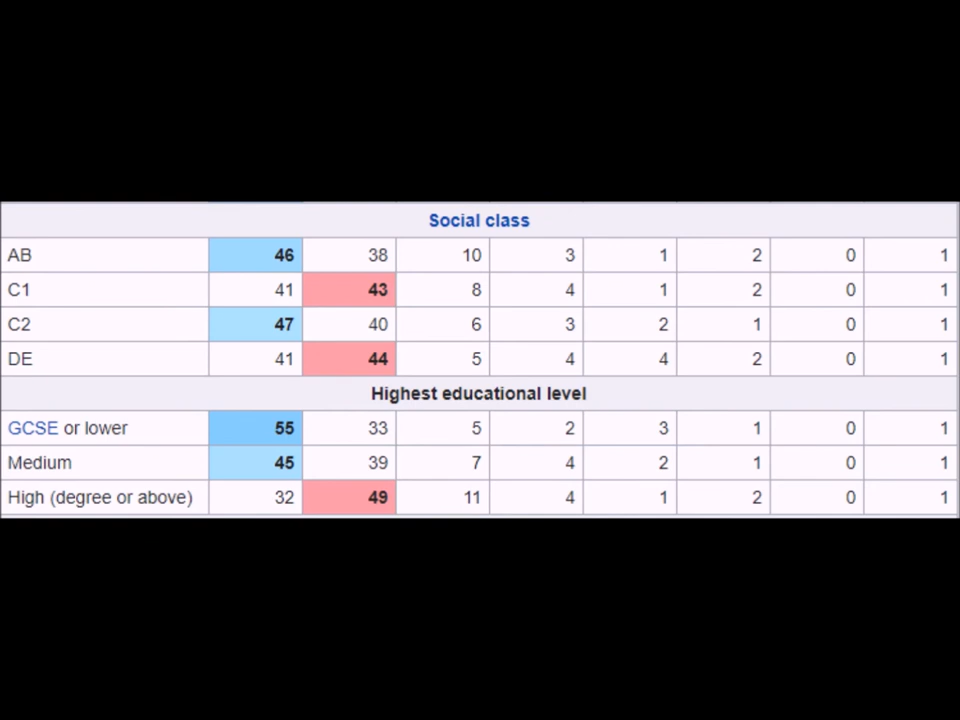 Social class
AB 46 38 10 3 1 2 0 1
C1 41 43 8 4 1 2 0 1
C2 47 40 6 3 2 1 0 1
DE 41 44 5 4 4 2 0 1
Highest educational level
GCSE or lower 55 33 5 2 3 1 0 1
Medium 45 39 7 4 2 1 0 1
High (degree or above) 32 49 11 4 1 2 0 1